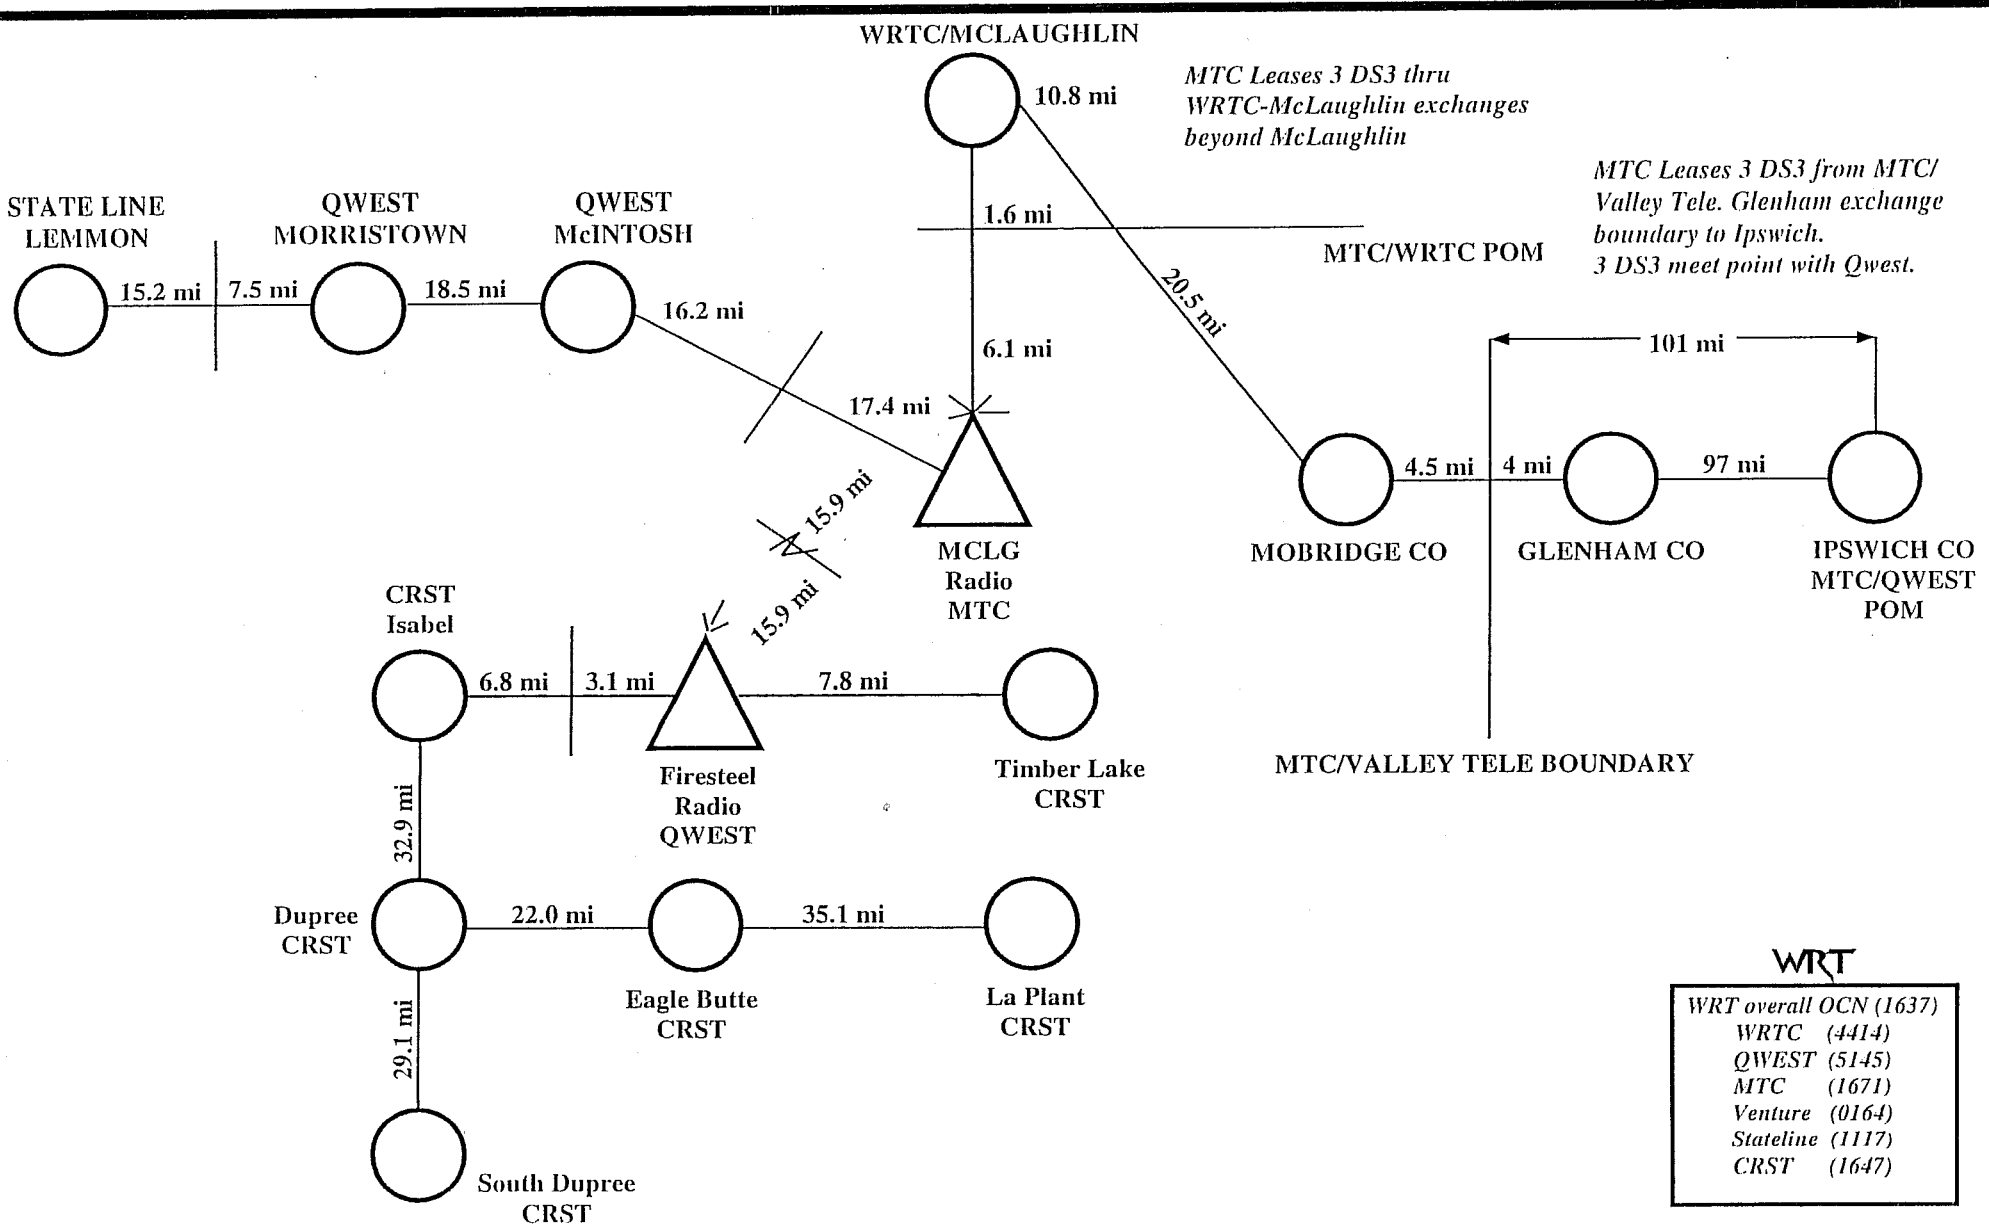 WRTC/MCLAUGHLIN
10.8 mi
MTC Leases 3 DS3 thru
WRTC-McLaughlin exchanges
beyond McLaughlin
MTC Leases 3 DS3 from MTC/
Valley Tele. Glenham exchange
boundary to Ipswich.
3 DS3 meet point with Qwest.
STATE LINE
LEMMON
QWEST
MORRISTOWN
QWEST
McINTOSH
1.6 mi
MTC/WRTC POM
15.2 mi
7.5 mi
18.5 mi
16.2 mi
20.5 mi
6.1 mi
101 mi
17.4 mi
15.9 mi
4.5 mi
4 mi
97 mi
MCLG
Radio
MTC
MOBRIDGE CO
GLENHAM CO
IPSWICH CO
MTC/QWEST
POM
CRST
Isabel
15.9 mi
6.8 mi
3.1 mi
7.8 mi
Firesteel
Radio
QWEST
Timber Lake
CRST
MTC/VALLEY TELE BOUNDARY
32.9 mi
Dupree
CRST
22.0 mi
35.1 mi
Eagle Butte
CRST
La Plant
CRST
29.1 mi
South Dupree
CRST
WRT
WRT overall OCN (1637)
WRTC (4414)
QWEST (5145)
MTC (1671)
Venture (0164)
Stateline (1117)
CRST (1647)